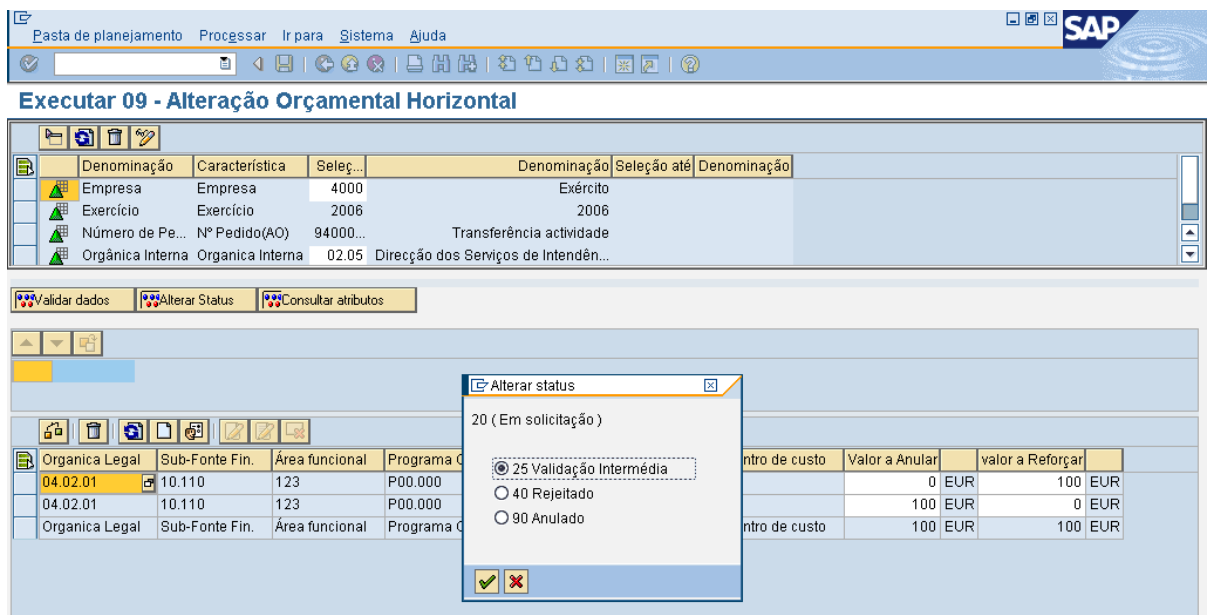 Pasta de planejamento Processar Ir para Sistema Ajuda
SAP
Executar 09 - Alteração Orçamental Horizontal
Denominação Característica Seleç... Denominação Seleção até Denominação
Empresa Empresa 4000 Exército
Exercício Exercício 2006 2006
Número de Pe... Nº Pedido(AO) 94000... Transferência actividade
Orgânica Interna Organica Interna 02.05 Direcção dos Serviços de Intendên...
Validar dados Alterar Status Consultar atributos
Alterar status
20 ( Em solicitação )
25 Validação Intermédia
40 Rejeitado
90 Anulado
Organica Legal Sub-Fonte Fin. Área funcional Programa ntro de custo Valor a Anular valor a Reforçar
04.02.01 10.110 123 P00.000 0 EUR 100 EUR
04.02.01 10.110 123 P00.000 100 EUR 0 EUR
Organica Legal Sub-Fonte Fin. Área funcional Programa ntro de custo 100 EUR 100 EUR